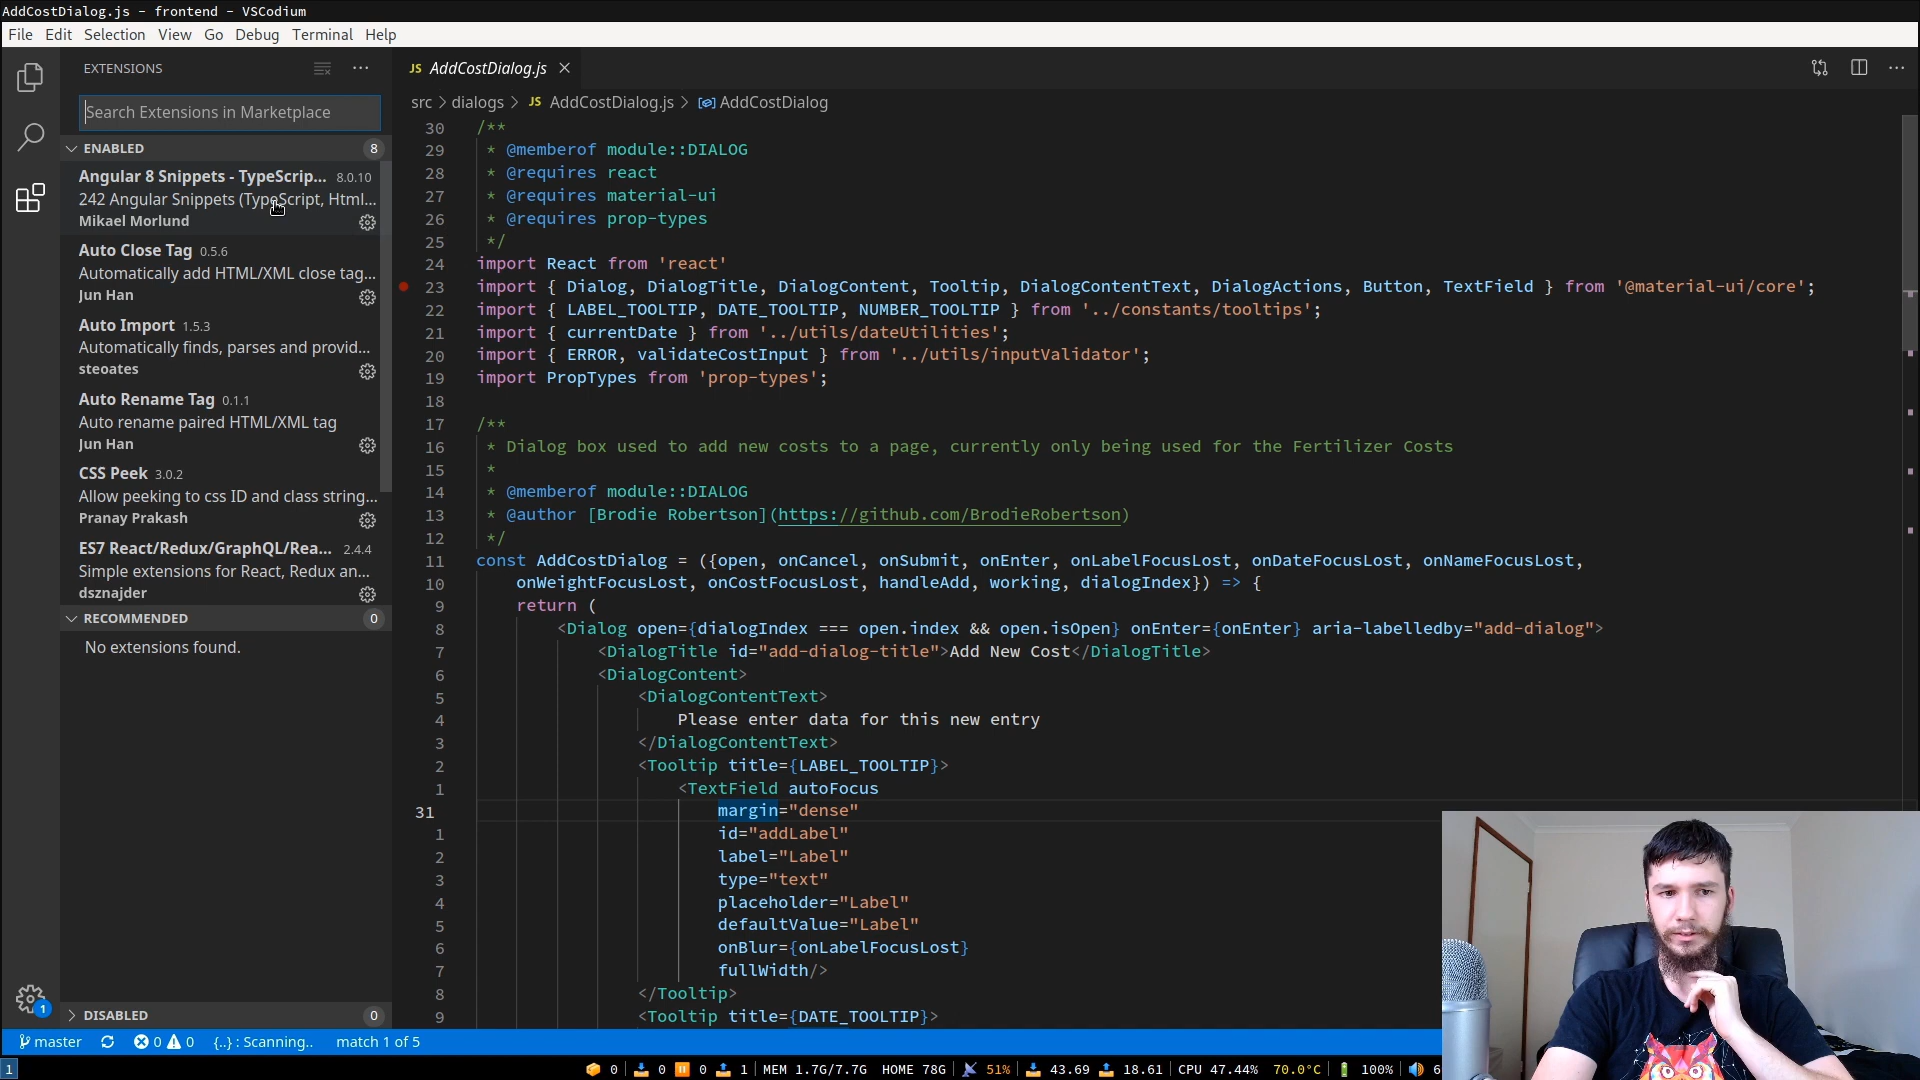 AddCostDialog.js - frontend - VSCodium
File Edit Selection View Go Debug Terminal Help
EXTENSIONS
Search Extensions in Marketplace
ENABLED 8
Angular 8 Snippets - TypeScrip... 8.0.10
242 Angular Snippets (TypeScript, Html...
Mikael Morlund
Auto Close Tag 0.5.6
Automatically add HTML/XML close tag...
Jun Han
Auto Import 1.5.3
Automatically finds, parses and provid...
steoates
Auto Rename Tag 0.1.1
Auto rename paired HTML/XML tag
Jun Han
CSS Peek 3.0.2
Allow peeking to css ID and class string...
Pranay Prakash
ES7 React/Redux/GraphQL/Rea... 2.4.4
Simple extensions for React, Redux an...
dsznajder
RECOMMENDED 0
No extensions found.
DISABLED 0
1
JS AddCostDialog.js
src > dialogs > JS AddCostDialog.js > AddCostDialog
30 /**
29 * @memberof module::DIALOG
28 * @requires react
27 * @requires material-ui
26 * @requires prop-types
25 */
24 import React from 'react'
23 import { Dialog, DialogTitle, DialogContent, Tooltip, DialogContentText, DialogActions, Button, TextField } from '@material-ui/core';
22 import { LABEL_TOOLTIP, DATE_TOOLTIP, NUMBER_TOOLTIP } from '../constants/tooltips';
21 import { currentDate } from '../utils/dateUtilities';
20 import { ERROR, validateCostInput } from '../utils/inputValidator';
19 import PropTypes from 'prop-types';
18
17 /**
16 * Dialog box used to add new costs to a page, currently only being used for the Fertilizer Costs
15 *
14 * @memberof module::DIALOG
13 * @author [Brodie Robertson](https://github.com/BrodieRobertson)
12 */
11 const AddCostDialog = ({open, onCancel, onSubmit, onEnter, onLabelFocusLost, onDateFocusLost, onNameFocusLost,
10 onWeightFocusLost, onCostFocusLost, handleAdd, working, dialogIndex}) => {
9 return (
8 <Dialog open={dialogIndex === open.index && open.isOpen} onEnter={onEnter} aria-labelledby="add-dialog">
7 <DialogTitle id="add-dialog-title">Add New Cost</DialogTitle>
6 <DialogContent>
5 <DialogContentText>
4 Please enter data for this new entry
3 </DialogContentText>
2 <Tooltip title={LABEL_TOOLTIP}>
1 <TextField autoFocus
31 margin="dense"
1 id="addLabel"
2 label="Label"
3 type="text"
4 placeholder="Label"
5 defaultValue="Label"
6 onBlur={onLabelFocusLost}
7 fullWidth/>
8 </Tooltip>
9 <Tooltip title={DATE_TOOLTIP}>
master 0 0 {..} : Scanning.. match 1 of 5
1 0 0 0 1 | MEM 1.7G/7.7G | HOME 78G | 51% | 43.69 18.61 | CPU 47.44% 70.0°C | 100% | 6